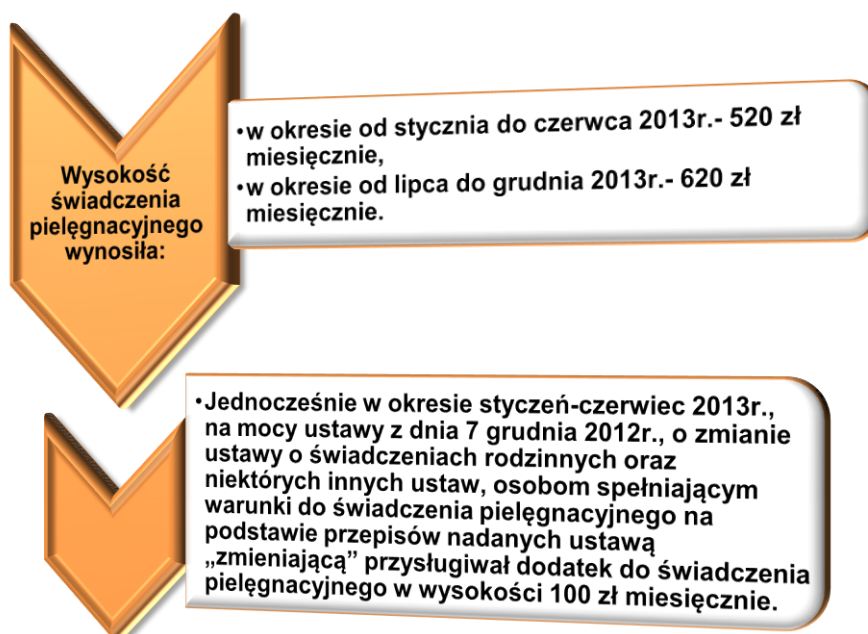 Wysokość
świadczenia
pielęgnacyjnego
wynosiła:
•w okresie od stycznia do czerwca 2013r.- 520 zł
miesięcznie,
•w okresie od lipca do grudnia 2013r.- 620 zł
miesięcznie.
•Jednocześnie w okresie styczeń-czerwiec 2013r.,
na mocy ustawy z dnia 7 grudnia 2012r., o zmianie
ustawy o świadczeniach rodzinnych oraz
niektórych innych ustaw, osobom spełniającym
warunki do świadczenia pielęgnacyjnego na
podstawie przepisów nadanych ustawą
„zmieniającą” przysługiwał dodatek do świadczenia
pielęgnacyjnego w wysokości 100 zł miesięcznie.